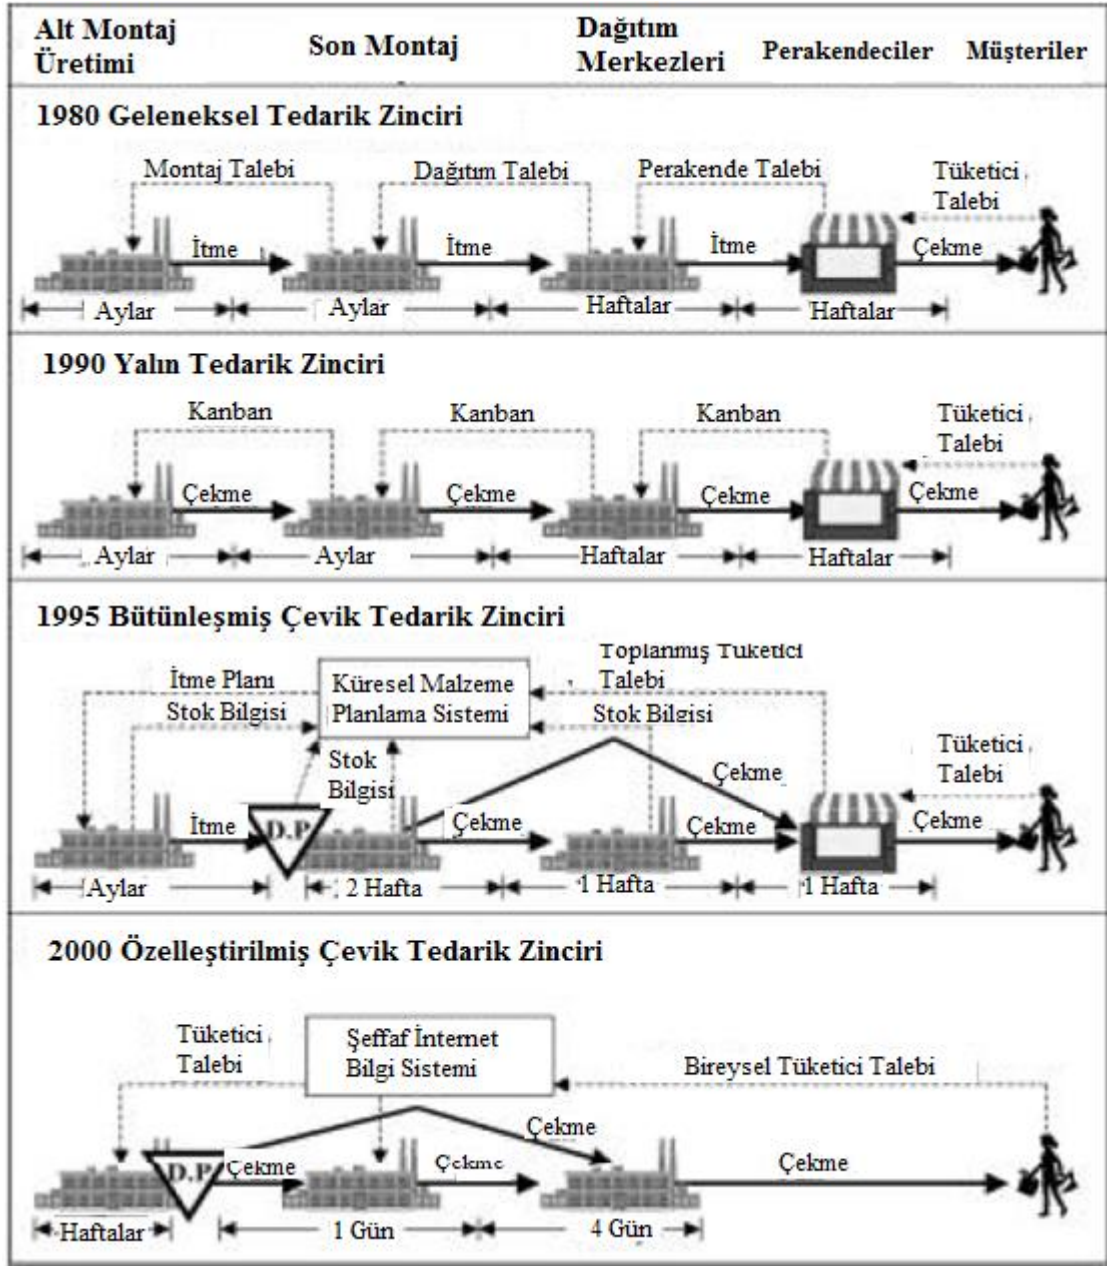 Alt Montaj
Üretimi
Son Montaj
Dağıtım
Merkezleri
Perakendeciler
Müşteriler
1980 Geleneksel Tedarik Zinciri
Montaj Talebi
Dağıtım Talebi
Perakende Talebi
Tüketici
Talebi
İtme
İtme
İtme
Çekme
Aylar
Aylar
Haftalar
Haftalar
1990 Yalın Tedarik Zinciri
Kanban
Kanban
Kanban
Tüketici
Talebi
Çekme
Çekme
Çekme
Çekme
Aylar
Aylar
Haftalar
Haftalar
1995 Bütünleşmiş Çevik Tedarik Zinciri
İtme Planı
Stok Bilgisi
Küresel Malzeme
Planlama Sistemi
Toplanmış Tüketici
Talebi
Stok Bilgisi
Stok
Bilgisi
Çekme
Tüketici
Talebi
İtme
D.P
Çekme
Çekme
Çekme
Aylar
2 Hafta
1 Hafta
1 Hafta
2000 Özelleştirilmiş Çevik Tedarik Zinciri
Tüketici
Talebi
Şeffaf İnternet
Bilgi Sistemi
Bireysel Tüketici Talebi
Çekme
D.P
Çekme
Çekme
Çekme
Haftalar
1 Gün
4 Gün